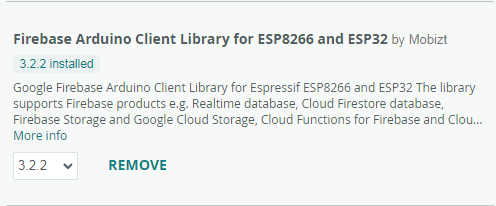 Firebase Arduino Client Library for ESP8266 and ESP32 by Mobizt
3.2.2 installed
Google Firebase Arduino Client Library for Espressif ESP8266 and ESP32 The library
supports Firebase products e.g. Realtime database, Cloud Firestore database,
Firebase Storage and Google Cloud Storage, Cloud Functions for Firebase and Clou...
More info
3.2.2 REMOVE